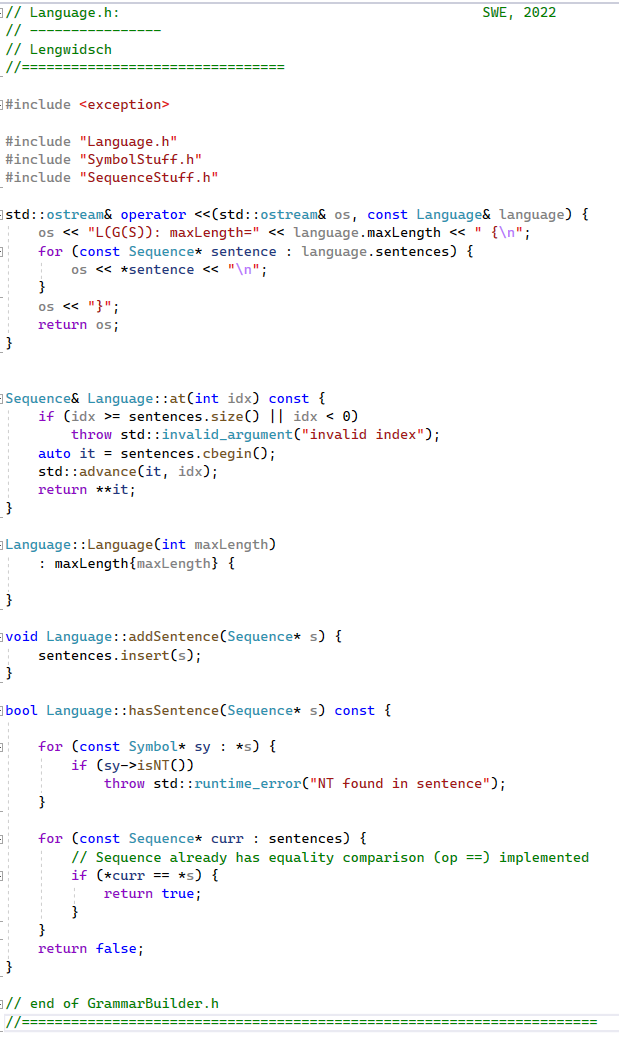 // Language.h:                                            SWE, 2022
// ----------------
// Lengwidsch
//================================
#include <exception>
#include "Language.h"
#include "SymbolStuff.h"
#include "SequenceStuff.h"
std::ostream& operator <<(std::ostream& os, const Language& language) {
    os << "L(G(S)): maxLength=" << language.maxLength << " {\n";
    for (const Sequence* sentence : language.sentences) {
        os << *sentence << "\n";
    }
    os << "}";
    return os;
}
Sequence& Language::at(int idx) const {
    if (idx >= sentences.size() || idx < 0)
        throw std::invalid_argument("invalid index");
    auto it = sentences.cbegin();
    std::advance(it, idx);
    return **it;
}
Language::Language(int maxLength)
    : maxLength{maxLength} {
}
void Language::addSentence(Sequence* s) {
    sentences.insert(s);
}
bool Language::hasSentence(Sequence* s) const {
    for (const Symbol* sy : *s) {
        if (sy->isNT())
            throw std::runtime_error("NT found in sentence");
    }
    for (const Sequence* curr : sentences) {
        // Sequence already has equality comparison (op ==) implemented
        if (*curr == *s) {
            return true;
        }
    }
    return false;
}
// end of GrammarBuilder.h
//======================================================================